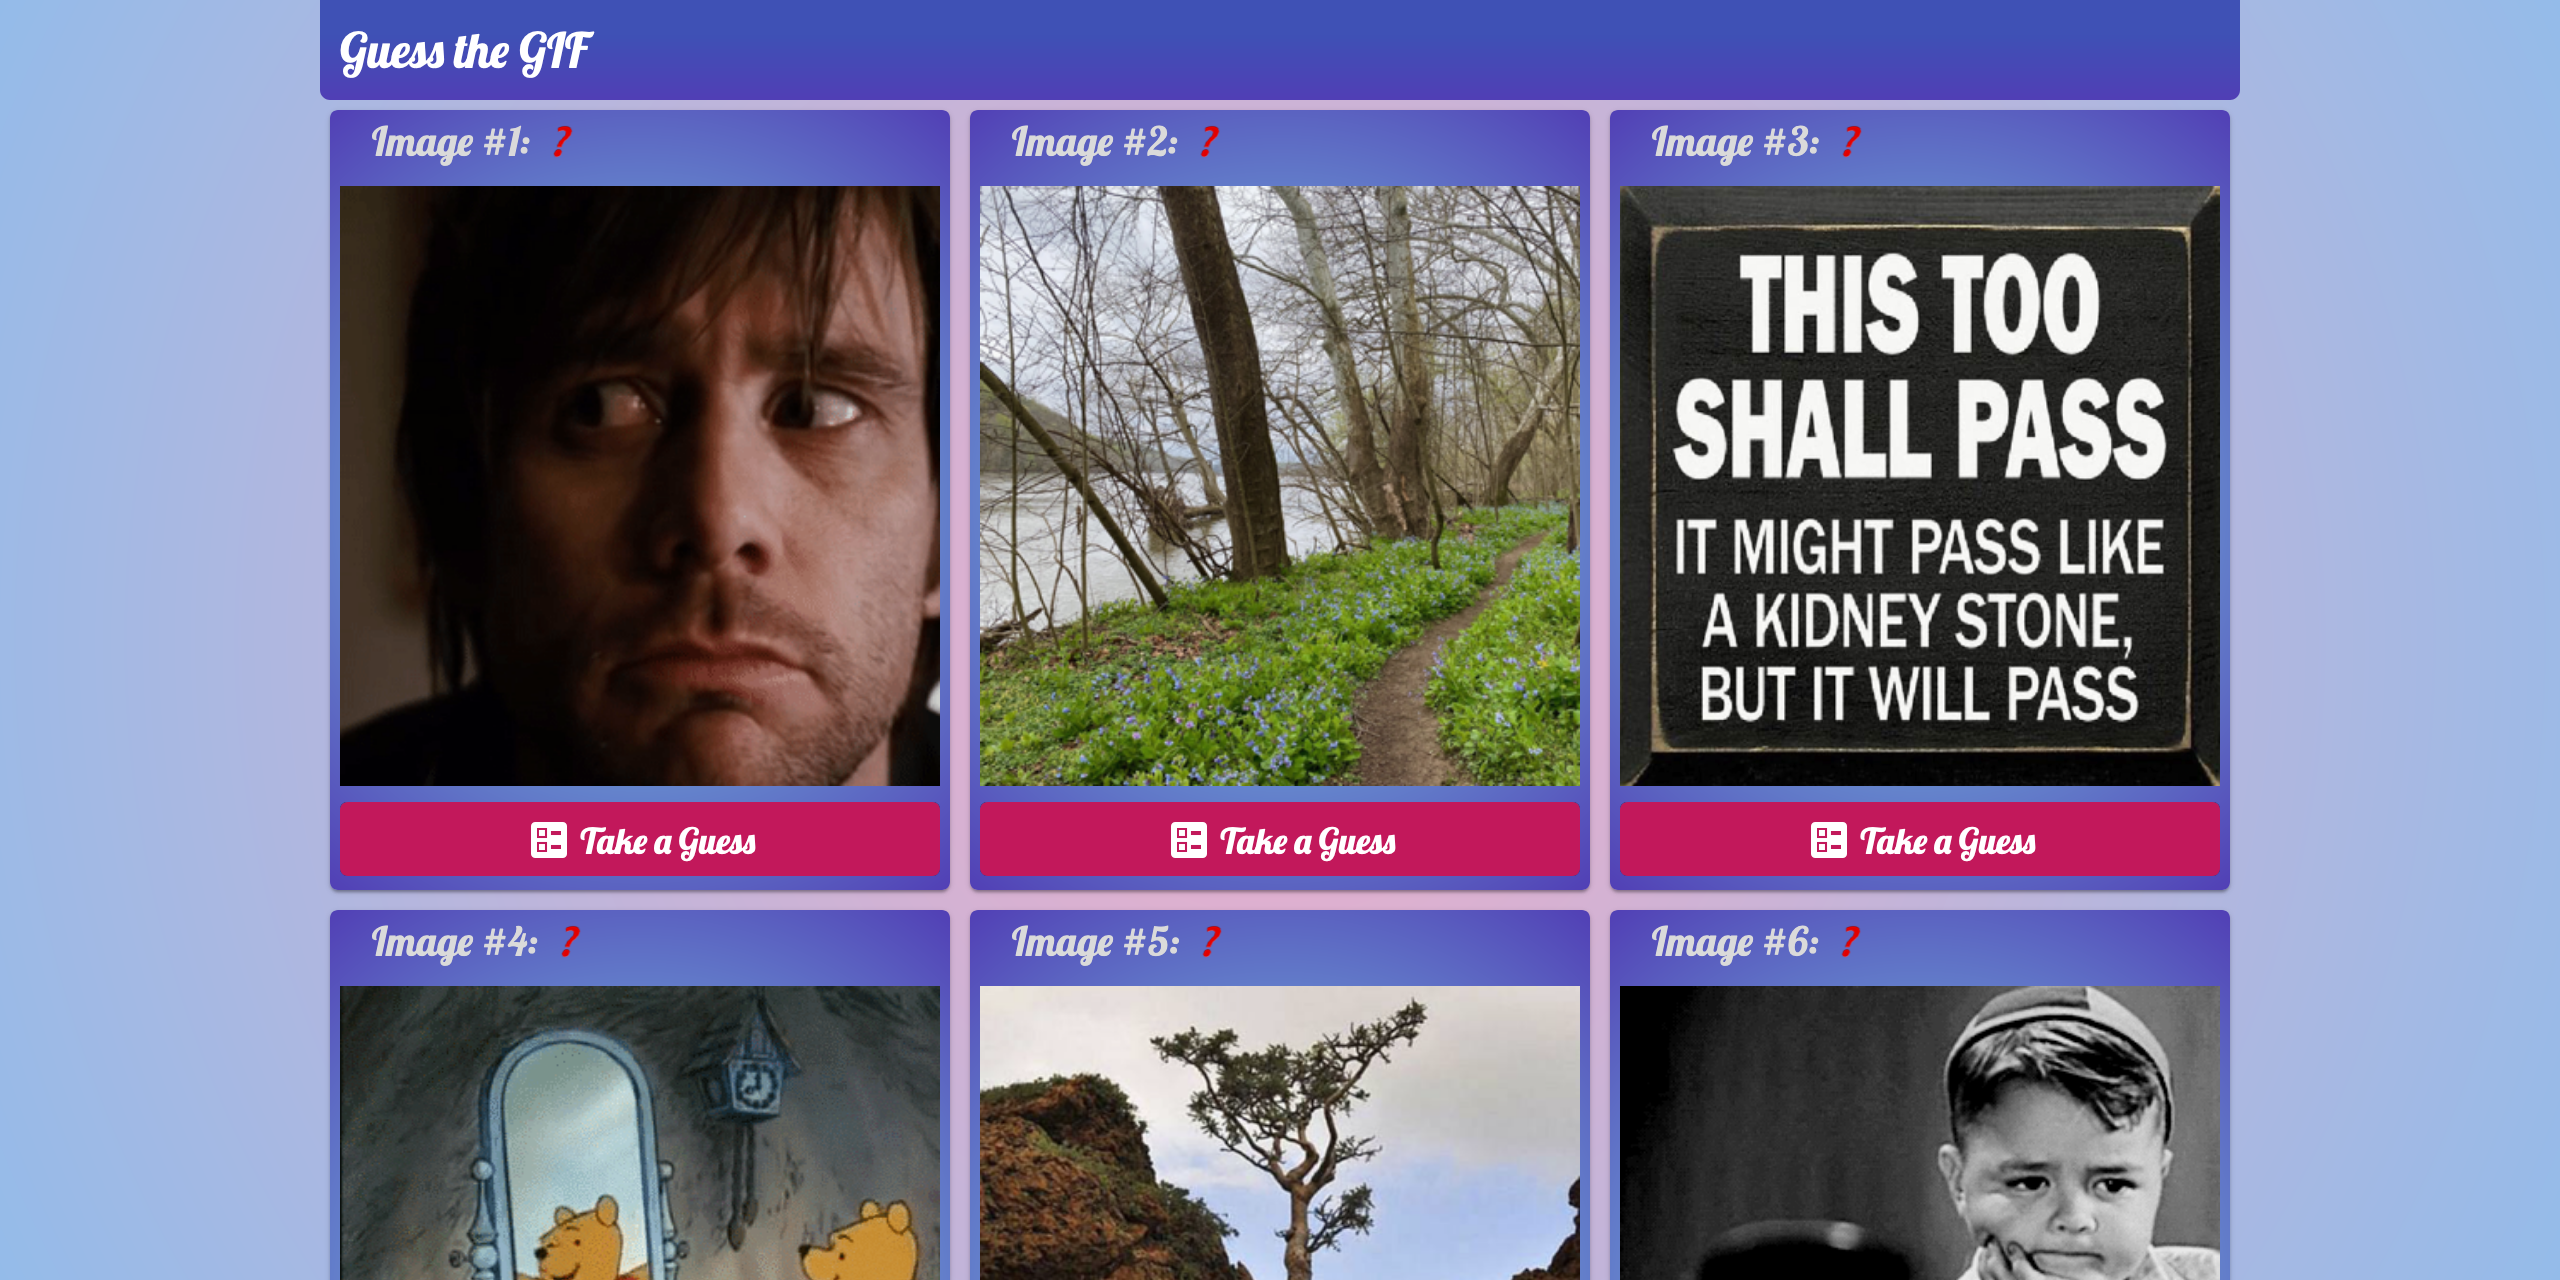 Guess the GIF
Image #1: ?
Image #2: ?
Image #3: ?
THIS TOO
SHALL PASS
IT MIGHT PASS LIKE
A KIDNEY STONE,
BUT IT WILL PASS
Take a Guess
Take a Guess
Take a Guess
Image #4: ?
Image #5: ?
Image #6: ?